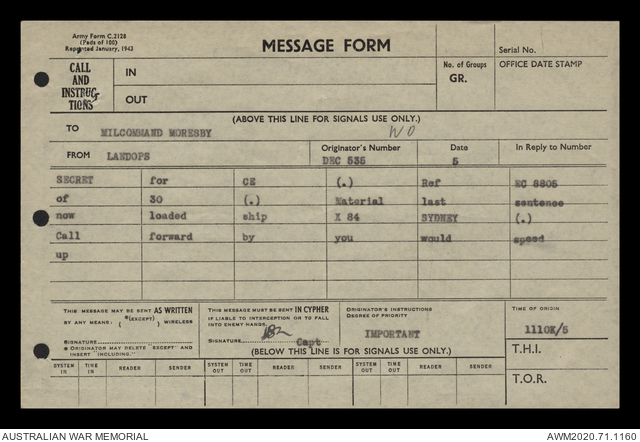 Army Form C.2128
(Pads of 100)
Reprinted January, 1943
MESSAGE FORM
Serial No.
CALL AND INSTRUCTIONS
IN
OUT
No. of Groups
GR.
OFFICE DATE STAMP
(ABOVE THIS LINE FOR SIGNALS USE ONLY.)
TO MILCOMMAND MORESBY WO
FROM LANDOPS
Originator's Number DEC 535
Date 5
In Reply to Number
SECRET for CE (.) Ref EC 8805
of 30 (.) Material last sentence
now loaded ship X 84 SYDNEY (.)
Call forward by you would speed
up
THIS MESSAGE MAY BE SENT AS WRITTEN
BY ANY MEANS. (*(EXCEPT) ) WIRELESS
SIGNATURE
* ORIGINATOR MAY DELETE "EXCEPT" AND
INSERT "INCLUDING."
THIS MESSAGE MUST BE SENT IN CYPHER
IF LIABLE TO INTERCEPTION OR TO FALL
INTO ENEMY HANDS.
SIGNATURE Capt
ORIGINATOR'S INSTRUCTIONS
DEGREE OF PRIORITY
IMPORTANT
TIME OF ORIGIN
1110K/5
(BELOW THIS LINE IS FOR SIGNALS USE ONLY.)
T.H.I.
T.O.R.
SYSTEM IN TIME IN READER SENDER SYSTEM OUT TIME OUT READER SENDER SYSTEM OUT TIME OUT READER SENDER
AUSTRALIAN WAR MEMORIAL
AWM2020.71.1160